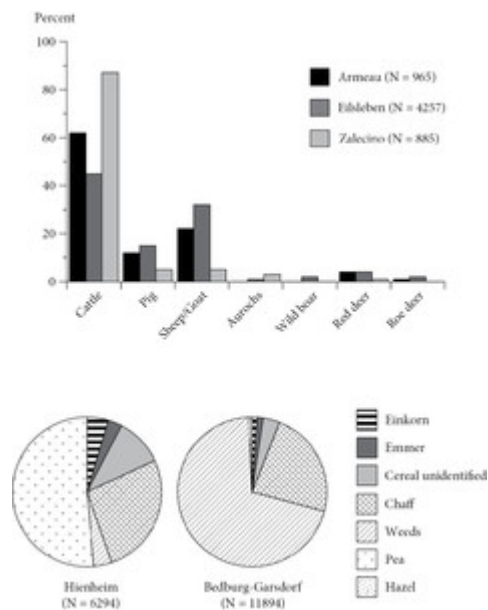 Percent
100
80
60
40
20
0
Armeau (N = 965)
Eilsleben (N = 4257)
Zalecino (N = 885)
Cattle
Pig
Sheep/Goat
Aurochs
Wild boar
Red deer
Roe deer
Einkorn
Emmer
Cereal unidentified
Chaff
Weeds
Pea
Hazel
Hienheim
(N = 6294)
Bedburg-Garsdorf
(N = 11894)